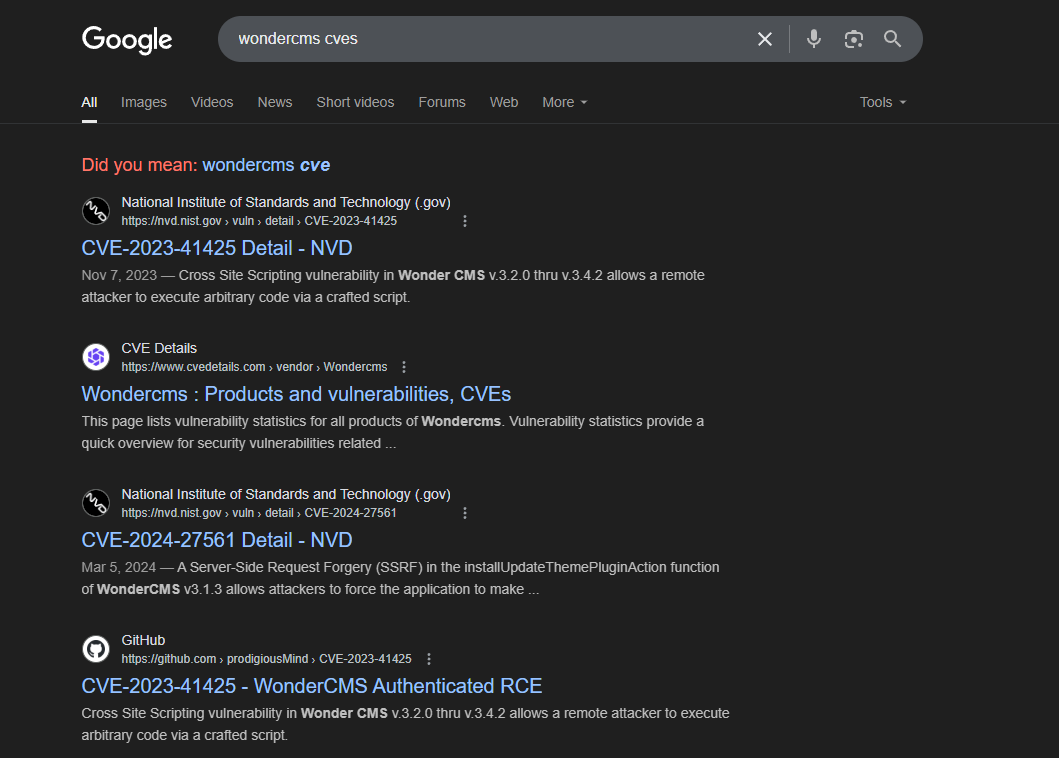 Google
wondercms cves
All Images Videos News Short videos Forums Web More Tools
Did you mean: wondercms cve
National Institute of Standards and Technology (.gov)
https://nvd.nist.gov › vuln › detail › CVE-2023-41425
CVE-2023-41425 Detail - NVD
Nov 7, 2023 — Cross Site Scripting vulnerability in Wonder CMS v.3.2.0 thru v.3.4.2 allows a remote
attacker to execute arbitrary code via a crafted script.
CVE Details
https://www.cvedetails.com › vendor › Wondercms
Wondercms : Products and vulnerabilities, CVEs
This page lists vulnerability statistics for all products of Wondercms. Vulnerability statistics provide a
quick overview for security vulnerabilities related ...
National Institute of Standards and Technology (.gov)
https://nvd.nist.gov › vuln › detail › CVE-2024-27561
CVE-2024-27561 Detail - NVD
Mar 5, 2024 — A Server-Side Request Forgery (SSRF) in the installUpdateThemePluginAction function
of WonderCMS v3.1.3 allows attackers to force the application to make ...
GitHub
https://github.com › prodigiousMind › CVE-2023-41425
CVE-2023-41425 - WonderCMS Authenticated RCE
Cross Site Scripting vulnerability in Wonder CMS v.3.2.0 thru v.3.4.2 allows a remote attacker to execute
arbitrary code via a crafted script.